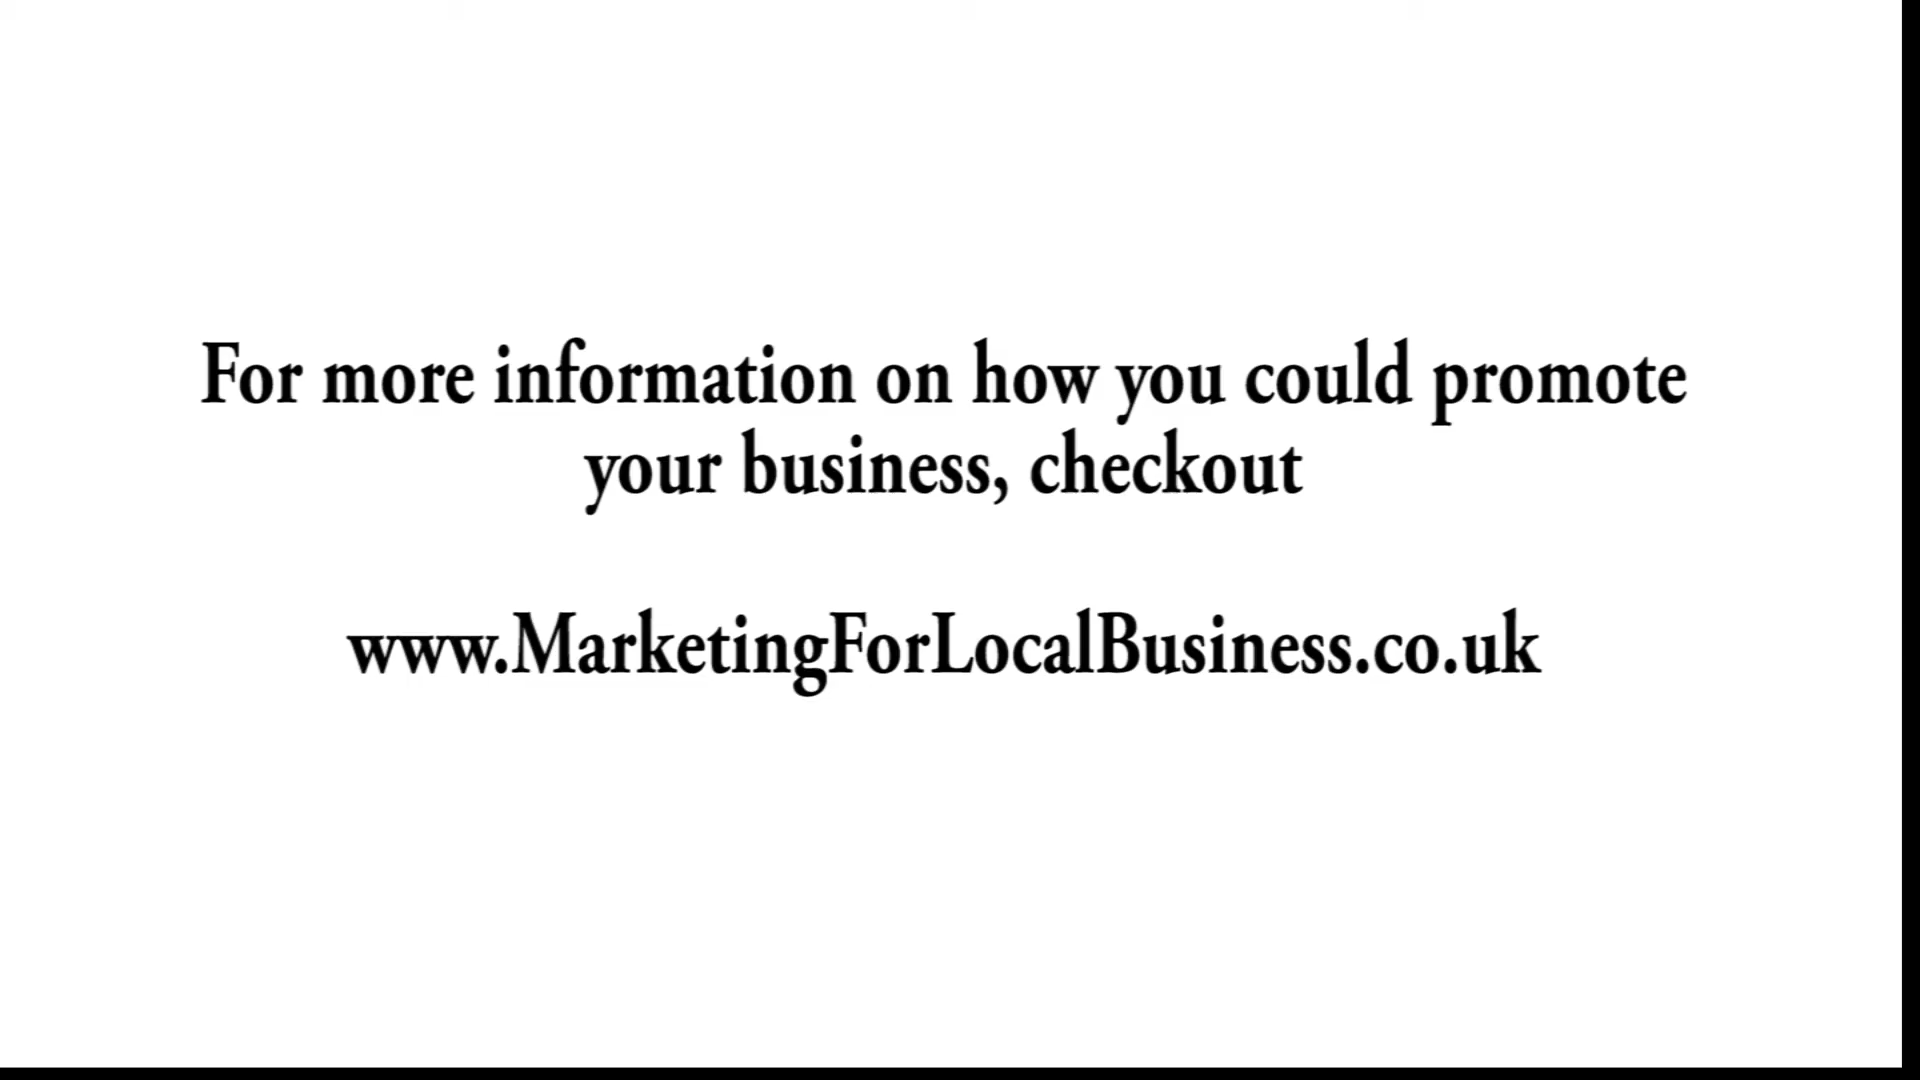 For more information on how you could promote
your business, checkout
www.MarketingForLocalBusiness.co.uk